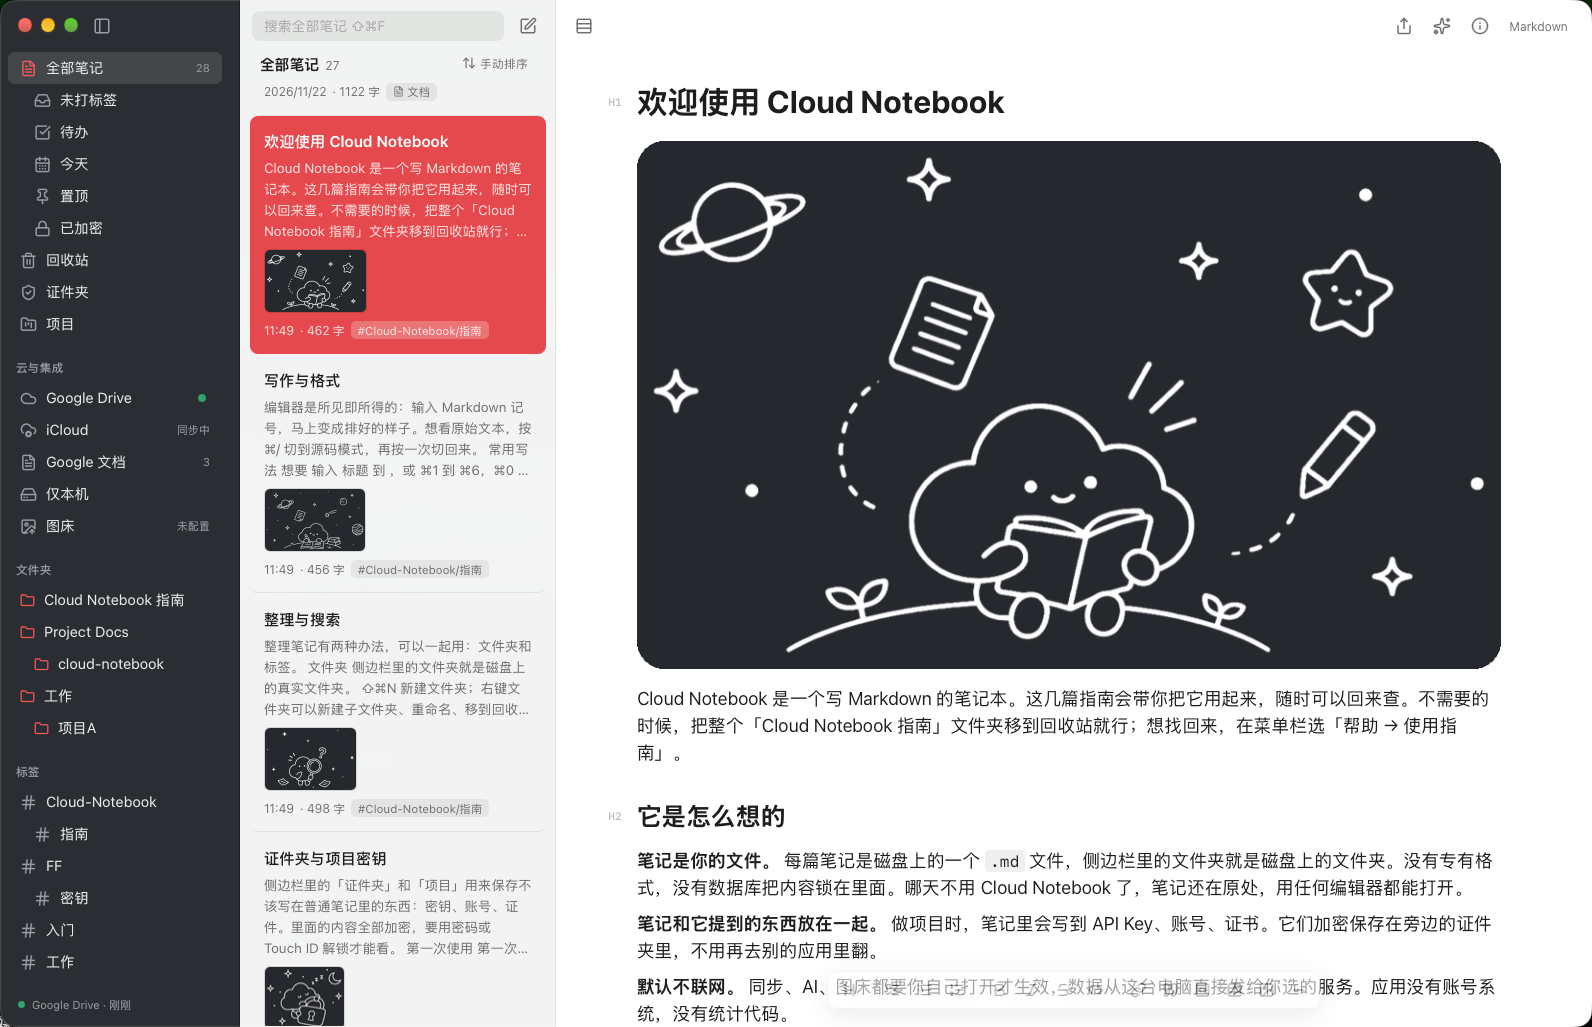 全部笔记 28
未打标签
待办
今天
置顶
已加密
回收站
证件夹
项目
云与集成
Google Drive
iCloud 同步中
Google 文档 3
仅本机
图床 未配置
文件夹
Cloud Notebook 指南
Project Docs
cloud-notebook
工作
项目A
标签
# Cloud-Notebook
# 指南
# FF
# 密钥
# 入门
# 工作
Google Drive · 刚刚
搜索全部笔记 ⇧⌘F
全部笔记 27 手动排序
2026/11/22 · 1122 字 文档
欢迎使用 Cloud Notebook
Cloud Notebook 是一个写 Markdown 的笔
记本。这几篇指南会带你把它用起来，随时可
以回来查。不需要的时候，把整个「Cloud
Notebook 指南」文件夹移到回收站就行；…
11:49 · 462 字 #Cloud-Notebook/指南
写作与格式
编辑器是所见即所得的：输入 Markdown 记
号，马上变成排好的样子。想看原始文本，按
⌘/ 切到源码模式，再按一次切回来。 常用写
法 想要 输入 标题 到 ，或 ⌘1 到 ⌘6，⌘0 …
11:49 · 456 字 #Cloud-Notebook/指南
整理与搜索
整理笔记有两种办法，可以一起用：文件夹和
标签。 文件夹 侧边栏里的文件夹就是磁盘上
的真实文件夹。 ⇧⌘N 新建文件夹；右键文
件夹可以新建子文件夹、重命名、移到回收…
11:49 · 498 字 #Cloud-Notebook/指南
证件夹与项目密钥
侧边栏里的「证件夹」和「项目」用来保存不
该写在普通笔记里的东西：密钥、账号、证
件。里面的内容全部加密，要用密码或
Touch ID 解锁才能看。 第一次使用 第一次…
Markdown
H1 欢迎使用 Cloud Notebook
Cloud Notebook 是一个写 Markdown 的笔记本。这几篇指南会带你把它用起来，随时可以回来查。不需要的
时候，把整个「Cloud Notebook 指南」文件夹移到回收站就行；想找回来，在菜单栏选「帮助 → 使用指
南」。
H2 它是怎么想的
笔记是你的文件。 每篇笔记是磁盘上的一个 .md 文件，侧边栏里的文件夹就是磁盘上的文件夹。没有专有格
式，没有数据库把内容锁在里面。哪天不用 Cloud Notebook 了，笔记还在原处，用任何编辑器都能打开。
笔记和它提到的东西放在一起。 做项目时，笔记里会写到 API Key、账号、证书。它们加密保存在旁边的证件
夹里，不用再去别的应用里翻。
默认不联网。 同步、AI、图床都要你自己打开才生效，数据从这台电脑直接发给你选的服务。应用没有账号系
统，没有统计代码。